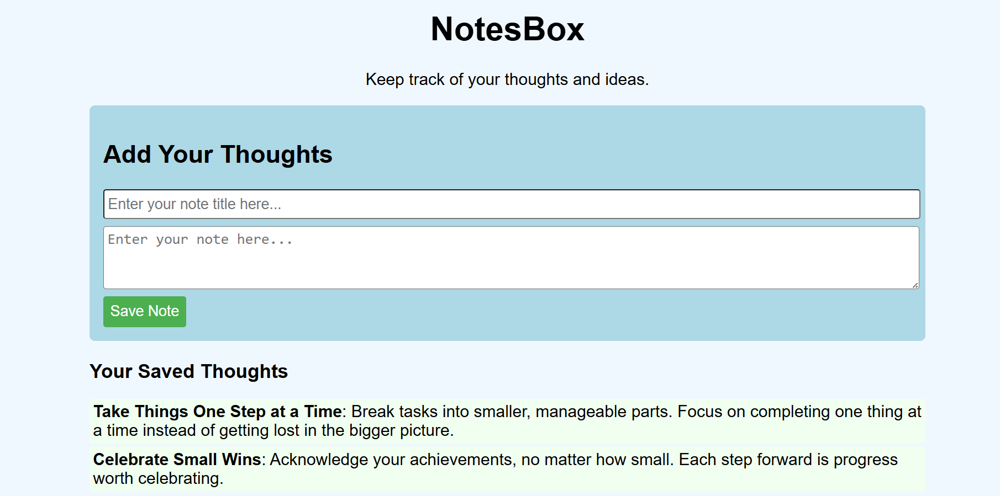 NotesBox
Keep track of your thoughts and ideas.
Add Your Thoughts
Enter your note title here...
Enter your note here...
Save Note
Your Saved Thoughts
Take Things One Step at a Time: Break tasks into smaller, manageable parts. Focus on completing one thing at
a time instead of getting lost in the bigger picture.
Celebrate Small Wins: Acknowledge your achievements, no matter how small. Each step forward is progress
worth celebrating.